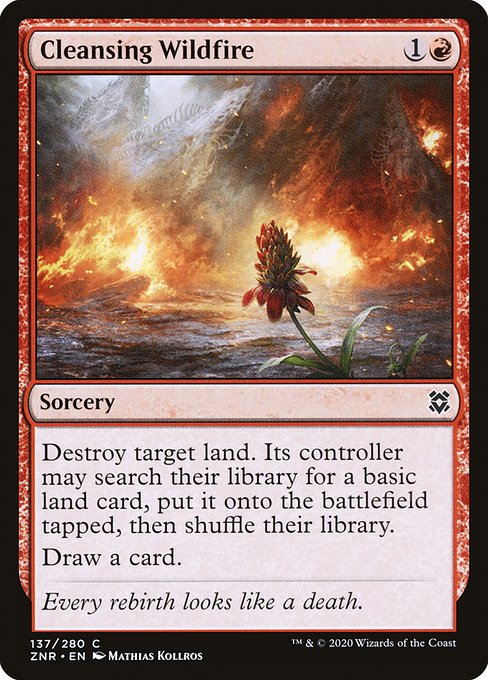 Cleansing Wildfire 1
Sorcery
Destroy target land. Its controller
may search their library for a basic
land card, put it onto the battlefield
tapped, then shuffle their library.
Draw a card.
Every rebirth looks like a death.
137/280 C
ZNR • EN Mathias Kollros
™ & © 2020 Wizards of the Coast